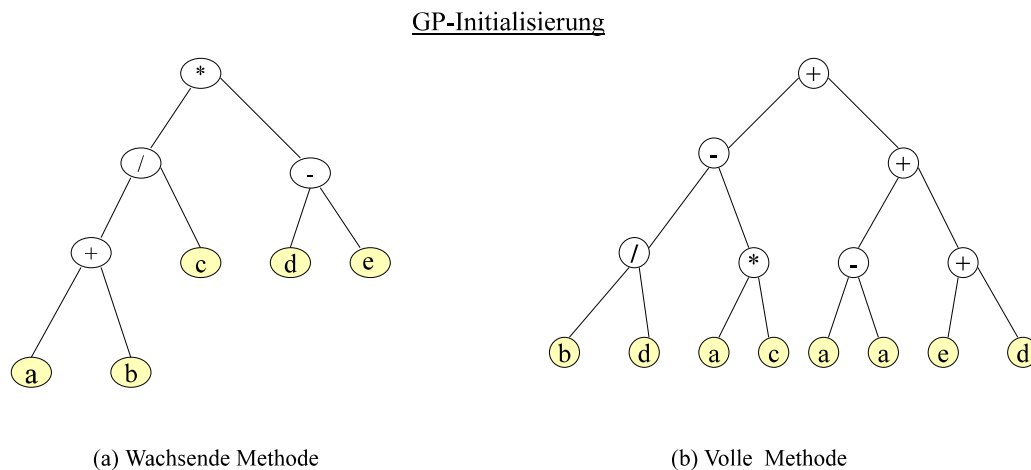 GP-Initialisierung
*
/
-
+
c
d
e
a
b
(a) Wachsende Methode
+
-
+
/
*
-
+
b
d
a
c
a
a
e
d
(b) Volle Methode